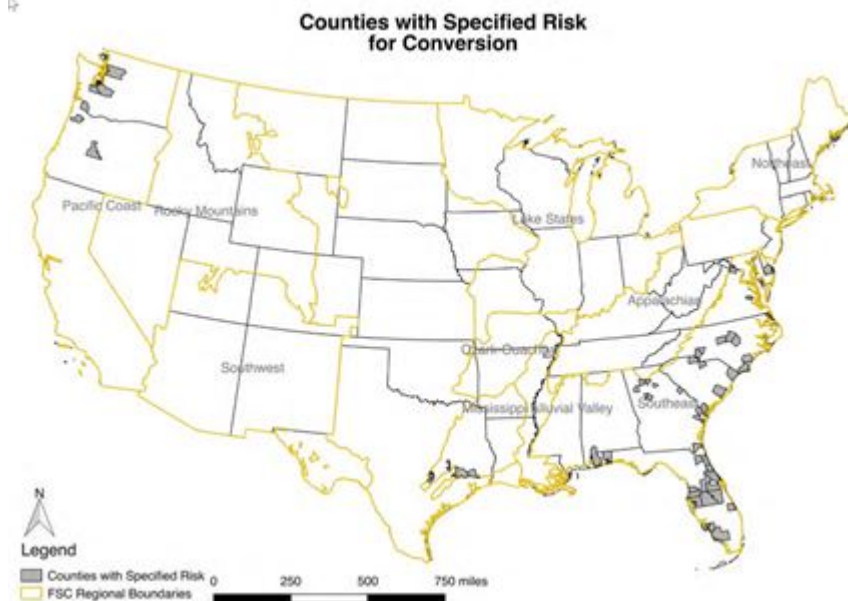 Counties with Specified Risk
for Conversion
Northeast
Pacific Coast
Rocky Mountains
Lake States
Appalachian
Ozark-Ouachita
Southwest
Mississippi Alluvial Valley
Southeast
N
Legend
Counties with Specified Risk
FSC Regional Boundaries
0 250 500 750 miles